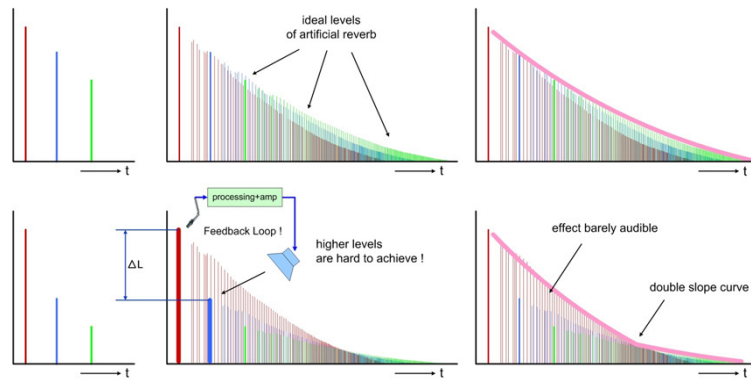 ideal levels
of artificial reverb
t
t
t
processing+amp
Feedback Loop !
ΔL
higher levels
are hard to achieve !
effect barely audible
double slope curve
t
t
t